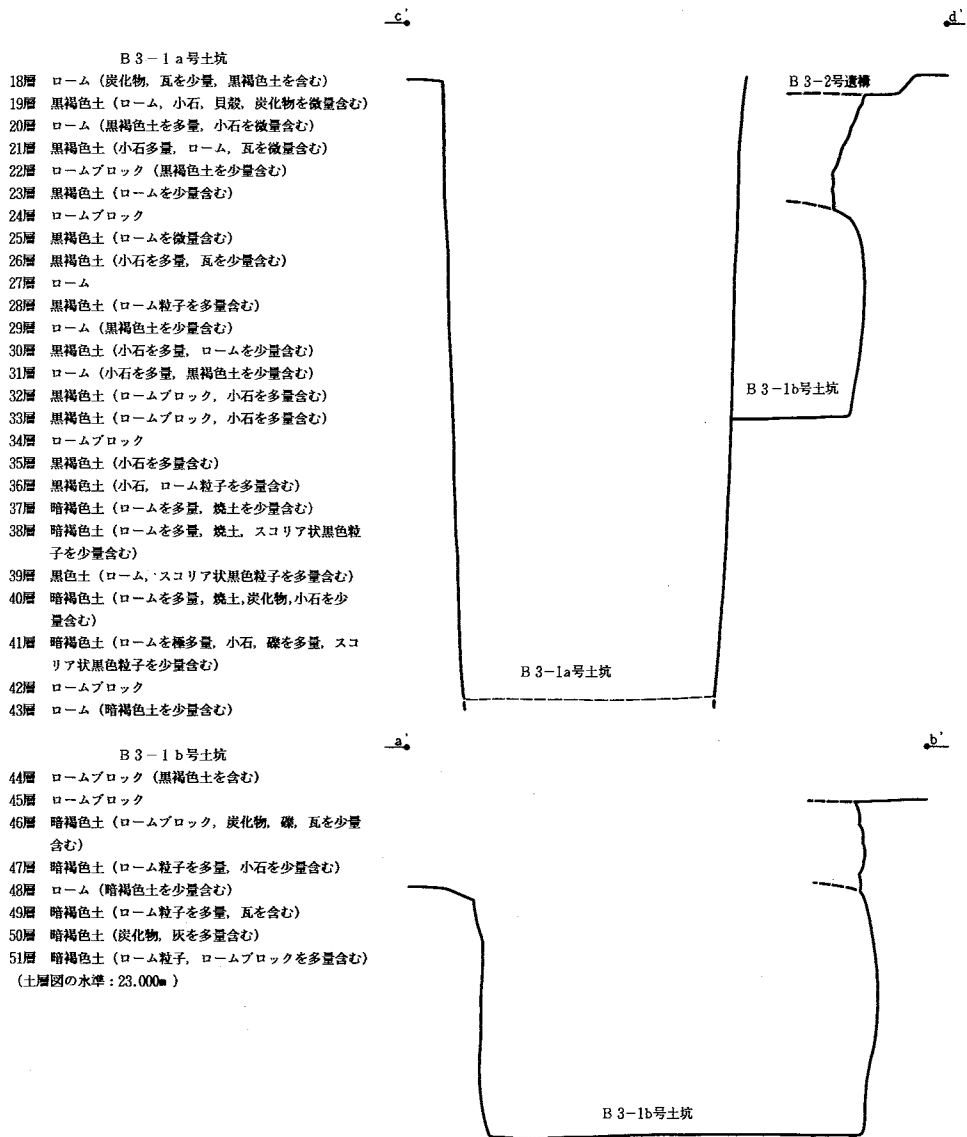 B3-1a号土坑
18層 ローム（炭化物，瓦を少量，黒褐色土を含む）
19層 黒褐色土（ローム，小石，貝殻，炭化物を微量含む）
20層 ローム（黒褐色土を多量，小石を微量含む）
21層 黒褐色土（小石多量，ローム，瓦を微量含む）
22層 ロームブロック（黒褐色土を少量含む）
23層 黒褐色土（ロームを少量含む）
24層 ロームブロック
25層 黒褐色土（ロームを微量含む）
26層 黒褐色土（小石を多量，瓦を少量含む）
27層 ローム
28層 黒褐色土（ローム粒子を多量含む）
29層 ローム（黒褐色土を少量含む）
30層 黒褐色土（小石を多量，ロームを少量含む）
31層 ローム（小石を多量，黒褐色土を少量含む）
32層 黒褐色土（ロームブロック，小石を多量含む）
33層 黒褐色土（ロームブロック，小石を多量含む）
34層 ロームブロック
35層 黒褐色土（小石を多量含む）
36層 黒褐色土（小石，ローム粒子を多量含む）
37層 暗褐色土（ロームを多量，焼土を少量含む）
38層 暗褐色土（ロームを多量，焼土，スコリア状黒色粒
子を少量含む）
39層 黒色土（ローム，スコリア状黒色粒子を多量含む）
40層 暗褐色土（ロームを多量，焼土，炭化物，小石を少
量含む）
41層 暗褐色土（ロームを極多量，小石，礫を多量，スコ
リア状黒色粒子を少量含む）
42層 ロームブロック
43層 ローム（暗褐色土を少量含む）
B3-1b号土坑
44層 ロームブロック（黒褐色土を含む）
45層 ロームブロック
46層 暗褐色土（ロームブロック，炭化物，礫，瓦を少量
含む）
47層 暗褐色土（ローム粒子を多量，小石を少量含む）
48層 ローム（暗褐色土を少量含む）
49層 暗褐色土（ローム粒子を多量，瓦を含む）
50層 暗褐色土（炭化物，灰を多量含む）
51層 暗褐色土（ローム粒子，ロームブロックを多量含む）
（土層図の水準：23.000m）
c'
d'
B3-2号遺構
B3-1b号土坑
B3-1a号土坑
a'
b'
B3-1b号土坑